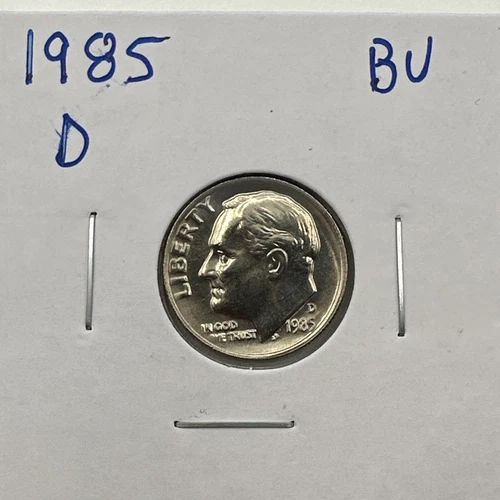 1985 BU
D
LIBERTY
IN GOD
WE TRUST
D
1985